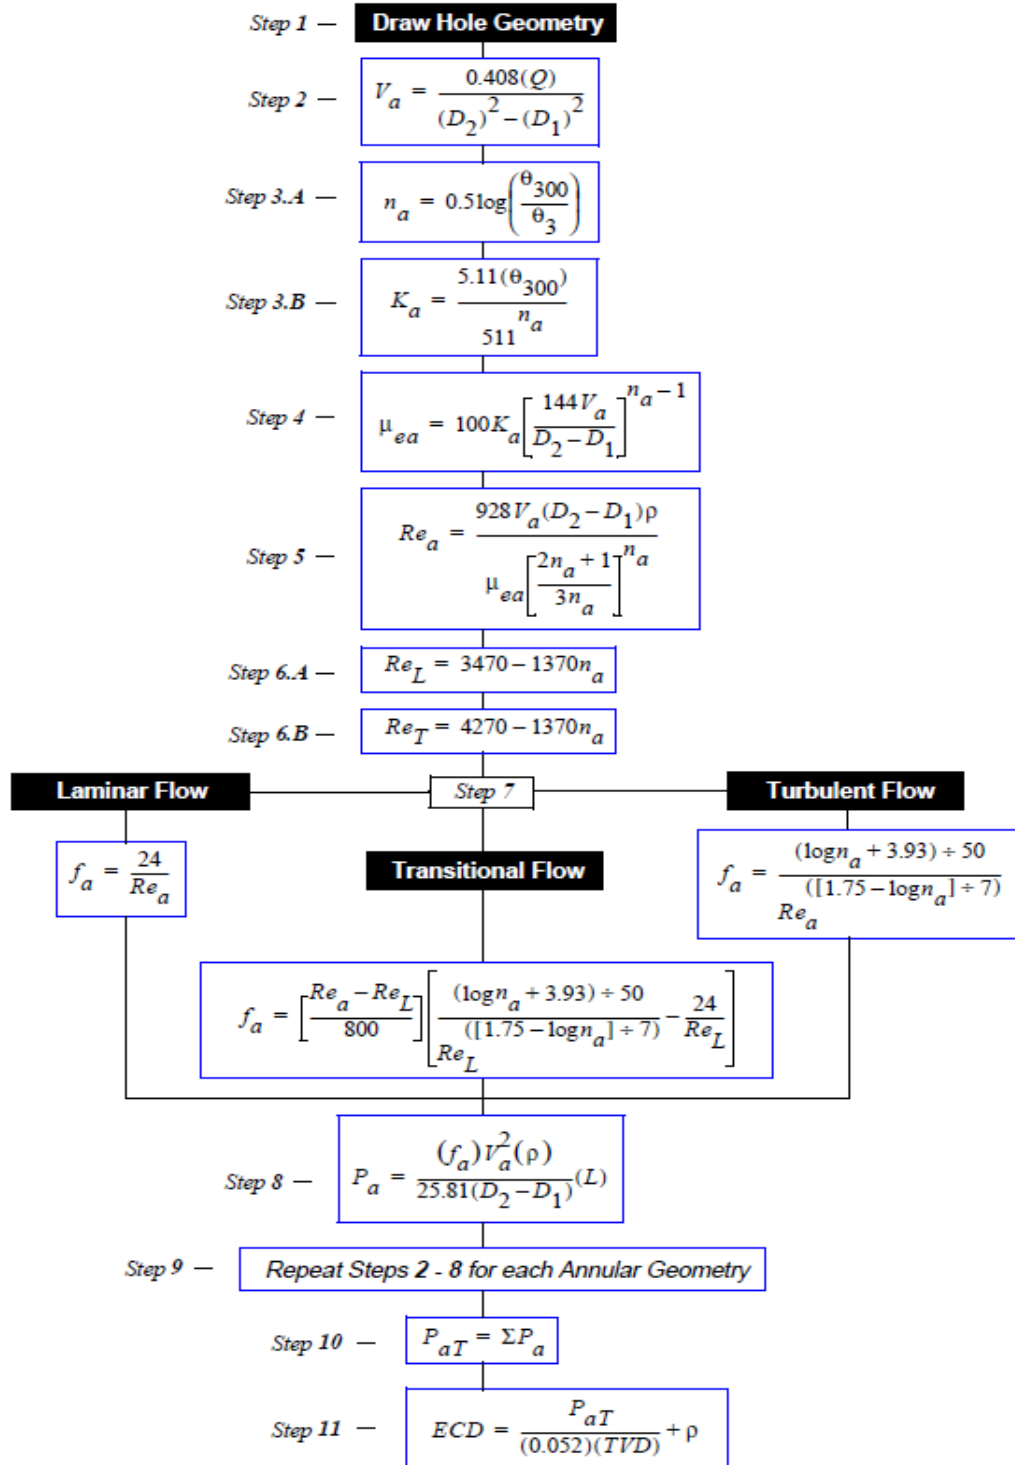 Step 1 — Draw Hole Geometry
Step 2 — V_a = 0.408(Q) / ((D_2)^2 − (D_1)^2)
Step 3.A — n_a = 0.5log(θ_300 / θ_3)
Step 3.B — K_a = 5.11(θ_300) / 511^n_a
Step 4 — μ_ea = 100K_a[144V_a / (D_2 − D_1)]^(n_a − 1)
Step 5 — Re_a = 928V_a(D_2 − D_1)ρ / (μ_ea[(2n_a + 1) / 3n_a]^n_a)
Step 6.A — Re_L = 3470 − 1370n_a
Step 6.B — Re_T = 4270 − 1370n_a
Laminar Flow Step 7 Turbulent Flow
f_a = 24 / Re_a
Transitional Flow
f_a = ((logn_a + 3.93) ÷ 50) / Re_a^([1.75 − logn_a] ÷ 7)
f_a = [(Re_a − Re_L) / 800][((logn_a + 3.93) ÷ 50) / Re_L^([1.75 − logn_a] ÷ 7) − 24 / Re_L]
Step 8 — P_a = (f_a)V_a^2(ρ) / (25.81(D_2 − D_1)) (L)
Step 9 — Repeat Steps 2 - 8 for each Annular Geometry
Step 10 — P_aT = ΣP_a
Step 11 — ECD = P_aT / ((0.052)(TVD)) + ρ